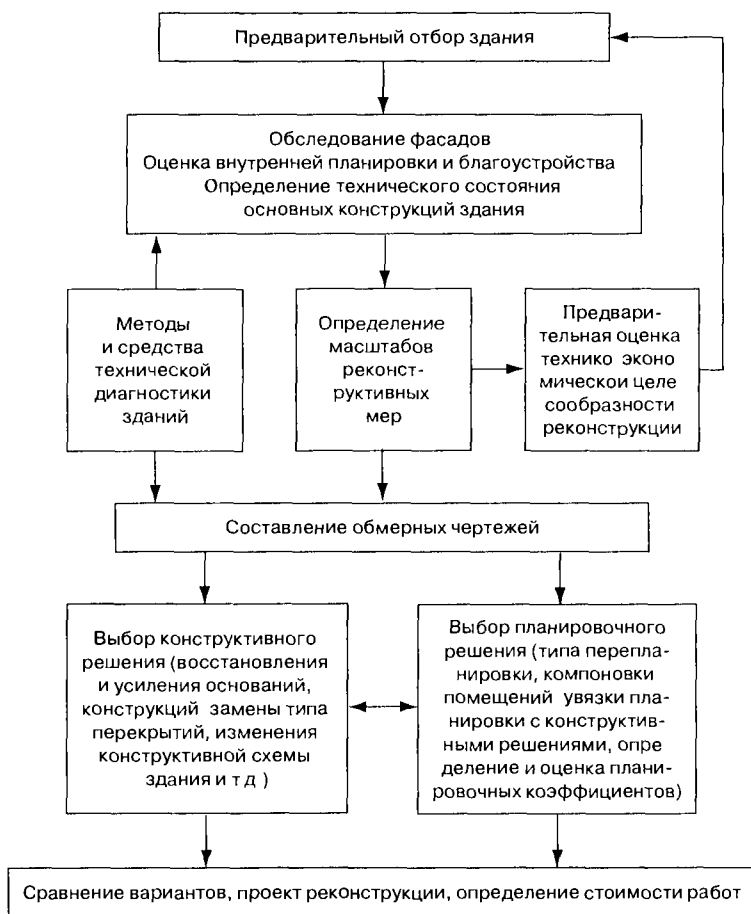 Предварительный отбор здания
Обследование фасадов
Оценка внутренней планировки и благоустройства
Определение технического состояния
основных конструкций здания
Методы
и средства
технической
диагностики
зданий
Определение
масштабов
реконст-
руктивных
мер
Предвари-
тельная оценка
технико эконо
мической целе
сообразности
реконструкции
Составление обмерных чертежей
Выбор конструктивного
решения (восстановления
и усиления оснований,
конструкций замены типа
перекрытий, изменения
конструктивной схемы
здания и т д )
Выбор планировочного
решения (типа перепла-
нировки, компоновки
помещений увязки пла-
нировки с конструктив-
ными решениями, опре
деление и оценка плани-
ровочных коэффициентов)
Сравнение вариантов, проект реконструкции, определение стоимости работ